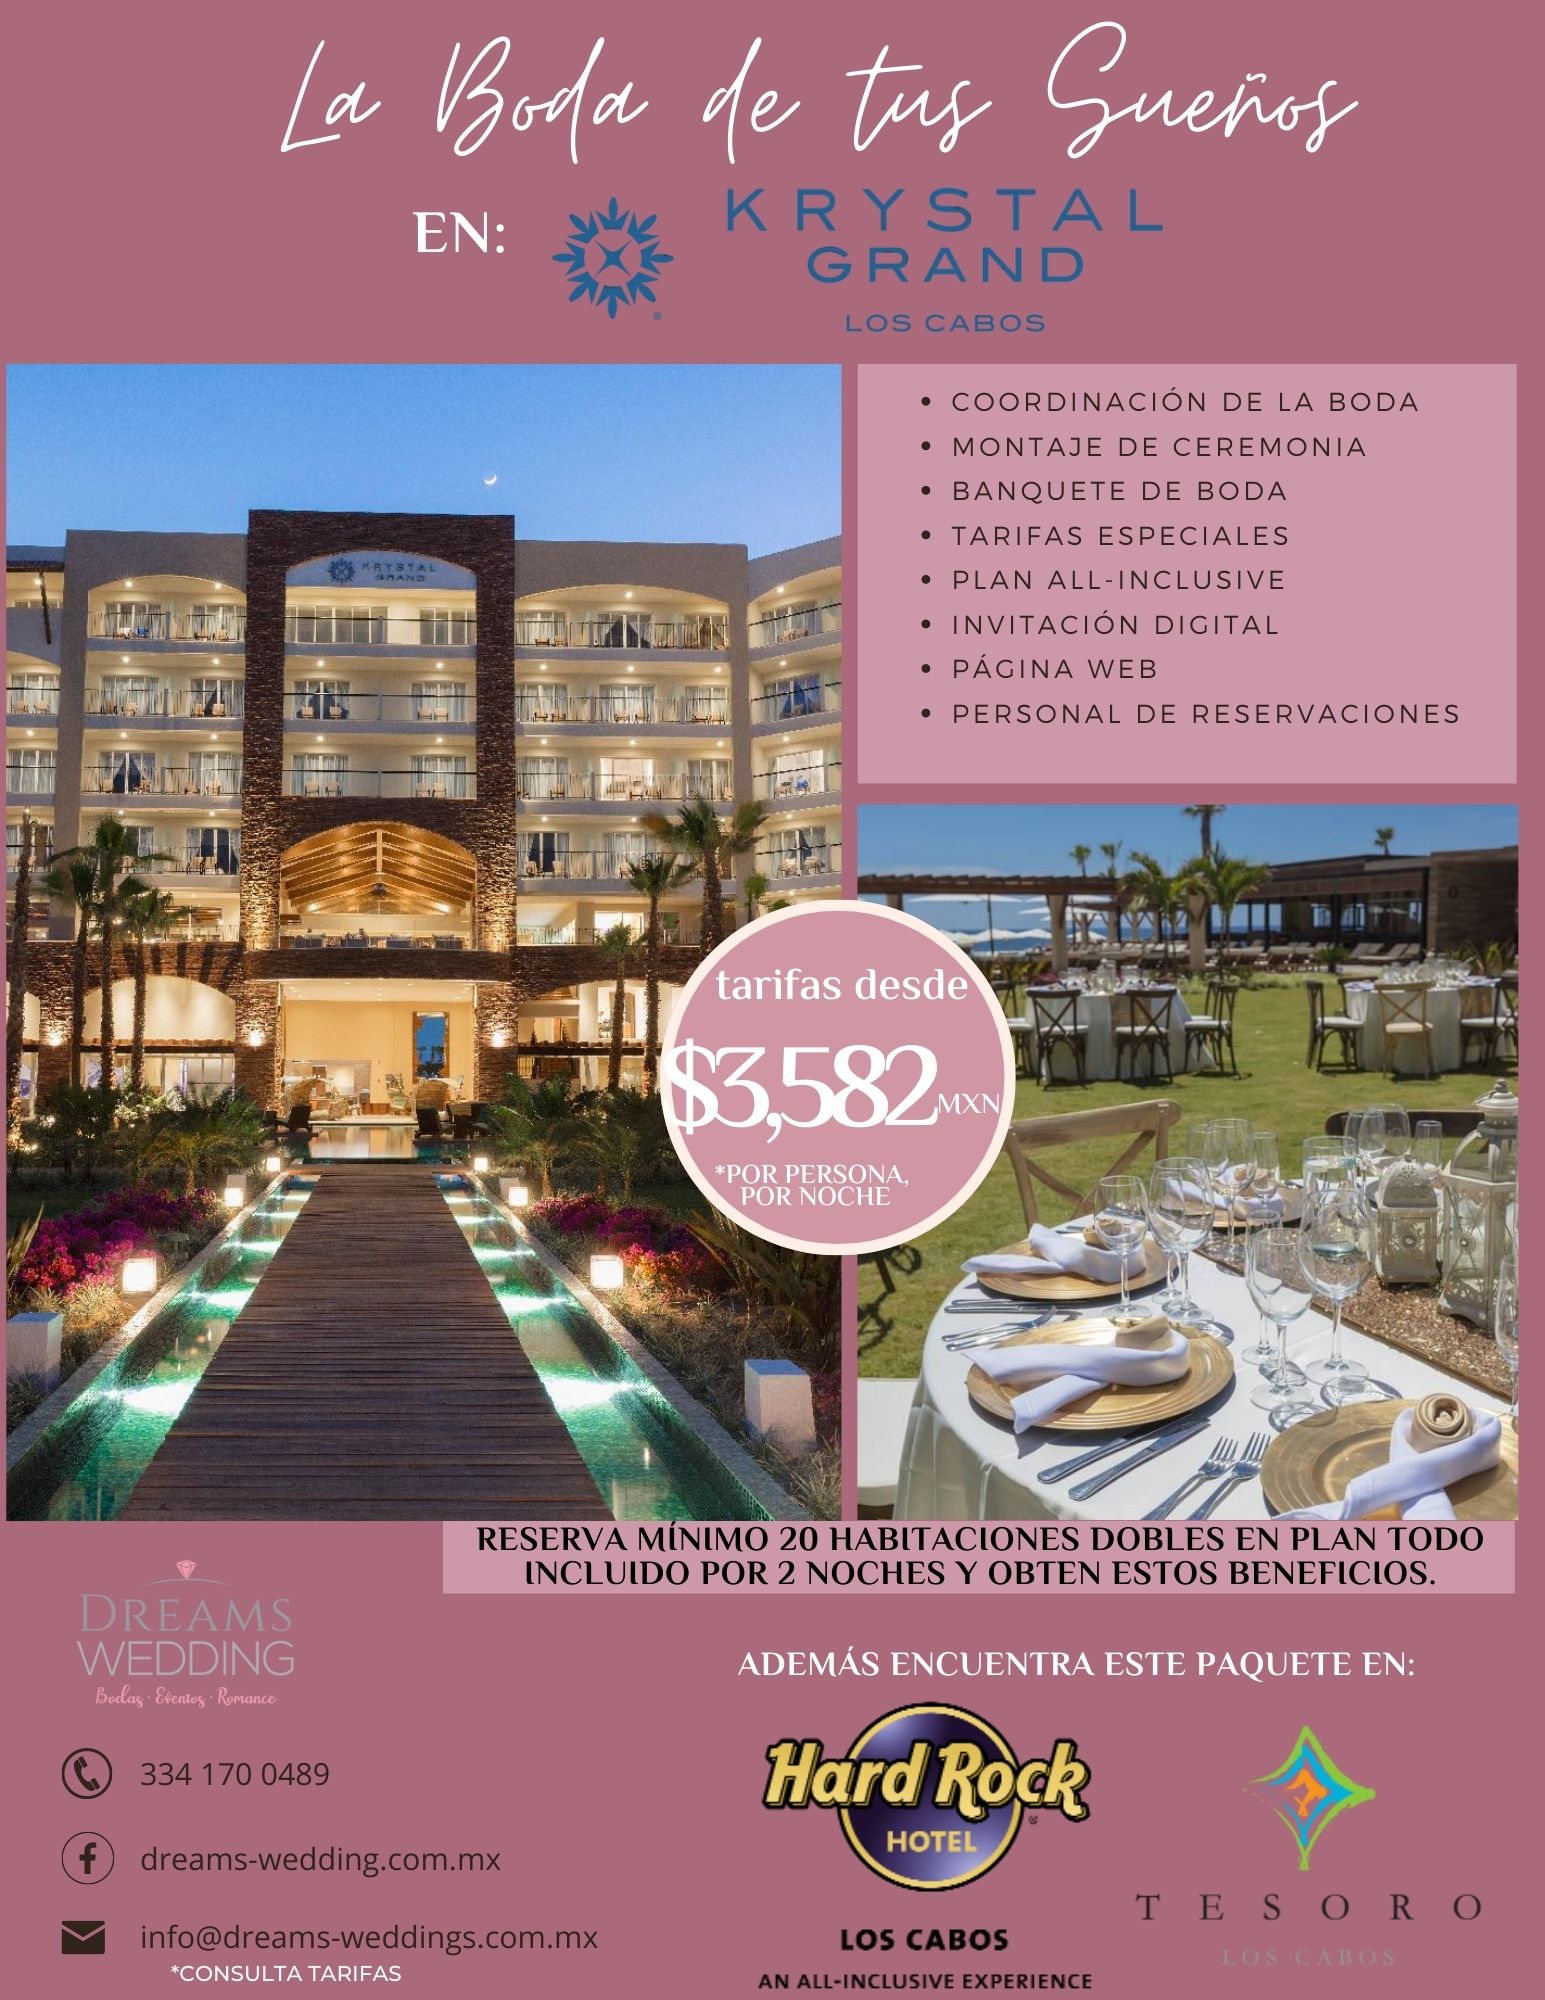 La Boda de tus Sueños
EN:
KRYSTAL
GRAND
LOS CABOS
®
• COORDINACIÓN DE LA BODA
• MONTAJE DE CEREMONIA
• BANQUETE DE BODA
• TARIFAS ESPECIALES
• PLAN ALL-INCLUSIVE
• INVITACIÓN DIGITAL
• PÁGINA WEB
• PERSONAL DE RESERVACIONES
KRYSTAL
GRAND
tarifas desde
$3,582 MXN
*POR PERSONA,
POR NOCHE
RESERVA MÍNIMO 20 HABITACIONES DOBLES EN PLAN TODO
INCLUIDO POR 2 NOCHES Y OBTEN ESTOS BENEFICIOS.
DREAMS
WEDDING
Bodas · Eventos · Romance
334 170 0489
dreams-wedding.com.mx
info@dreams-weddings.com.mx
*CONSULTA TARIFAS
ADEMÁS ENCUENTRA ESTE PAQUETE EN:
Hard Rock
HOTEL
®
LOS CABOS
AN ALL-INCLUSIVE EXPERIENCE
TESORO
LOS CABOS